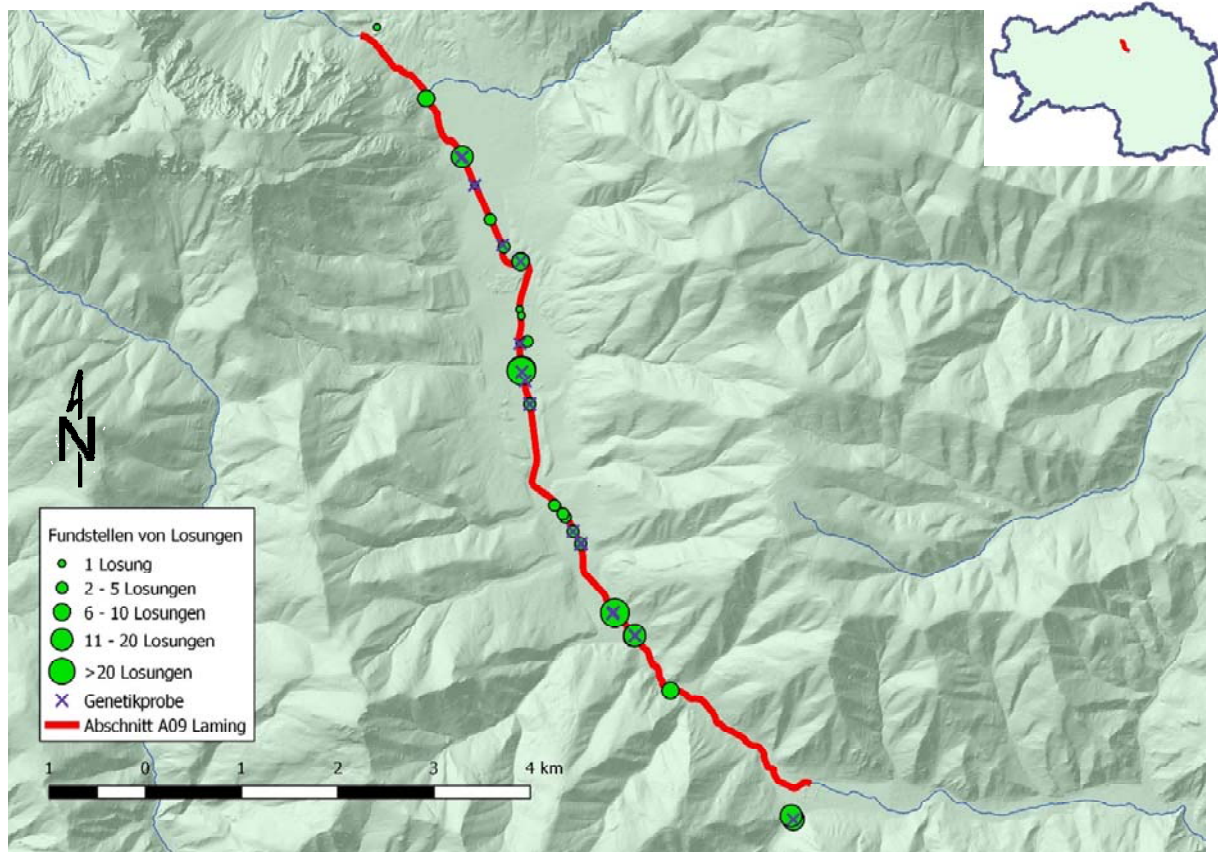 N
Fundstellen von Losungen
1 Losung
2 - 5 Losungen
6 - 10 Losungen
11 - 20 Losungen
>20 Losungen
Genetikprobe
Abschnitt A09 Laming
1 0 1 2 3 4 km